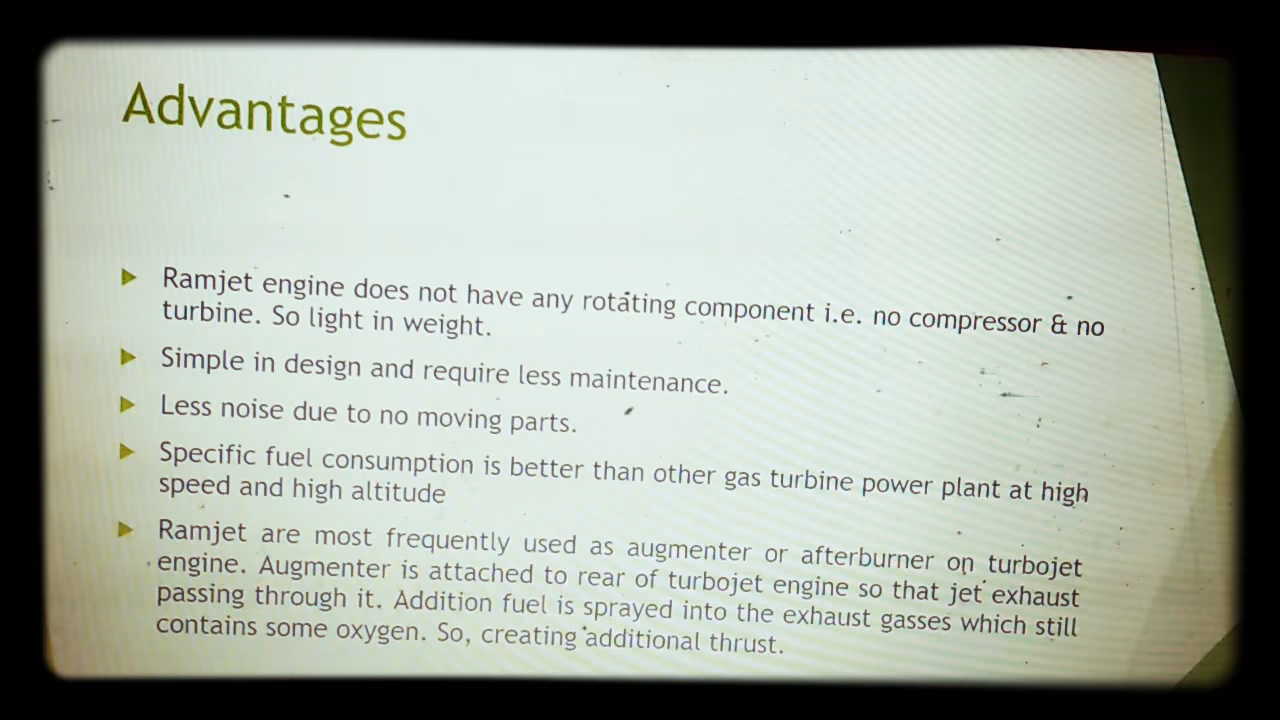 Advantages
Ramjet engine does not have any rotating component i.e. no compressor & no
turbine. So light in weight.
Simple in design and require less maintenance.
Less noise due to no moving parts.
Specific fuel consumption is better than other gas turbine power plant at high
speed and high altitude
Ramjet are most frequently used as augmenter or afterburner on turbojet
engine. Augmenter is attached to rear of turbojet engine so that jet exhaust
passing through it. Addition fuel is sprayed into the exhaust gasses which still
contains some oxygen. So, creating additional thrust.